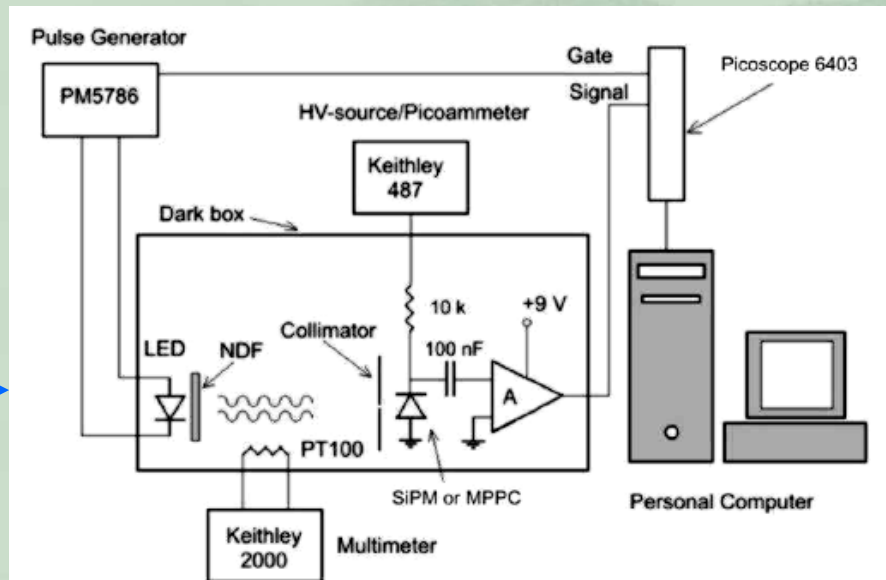 Pulse Generator
PM5786
Gate
Signal
Picoscope 6403
HV-source/Picoammeter
Keithley
487
Dark box
10 k
+9 V
Collimator
100 nF
LED
NDF
A
PT100
SiPM or MPPC
Personal Computer
Keithley
2000
Multimeter